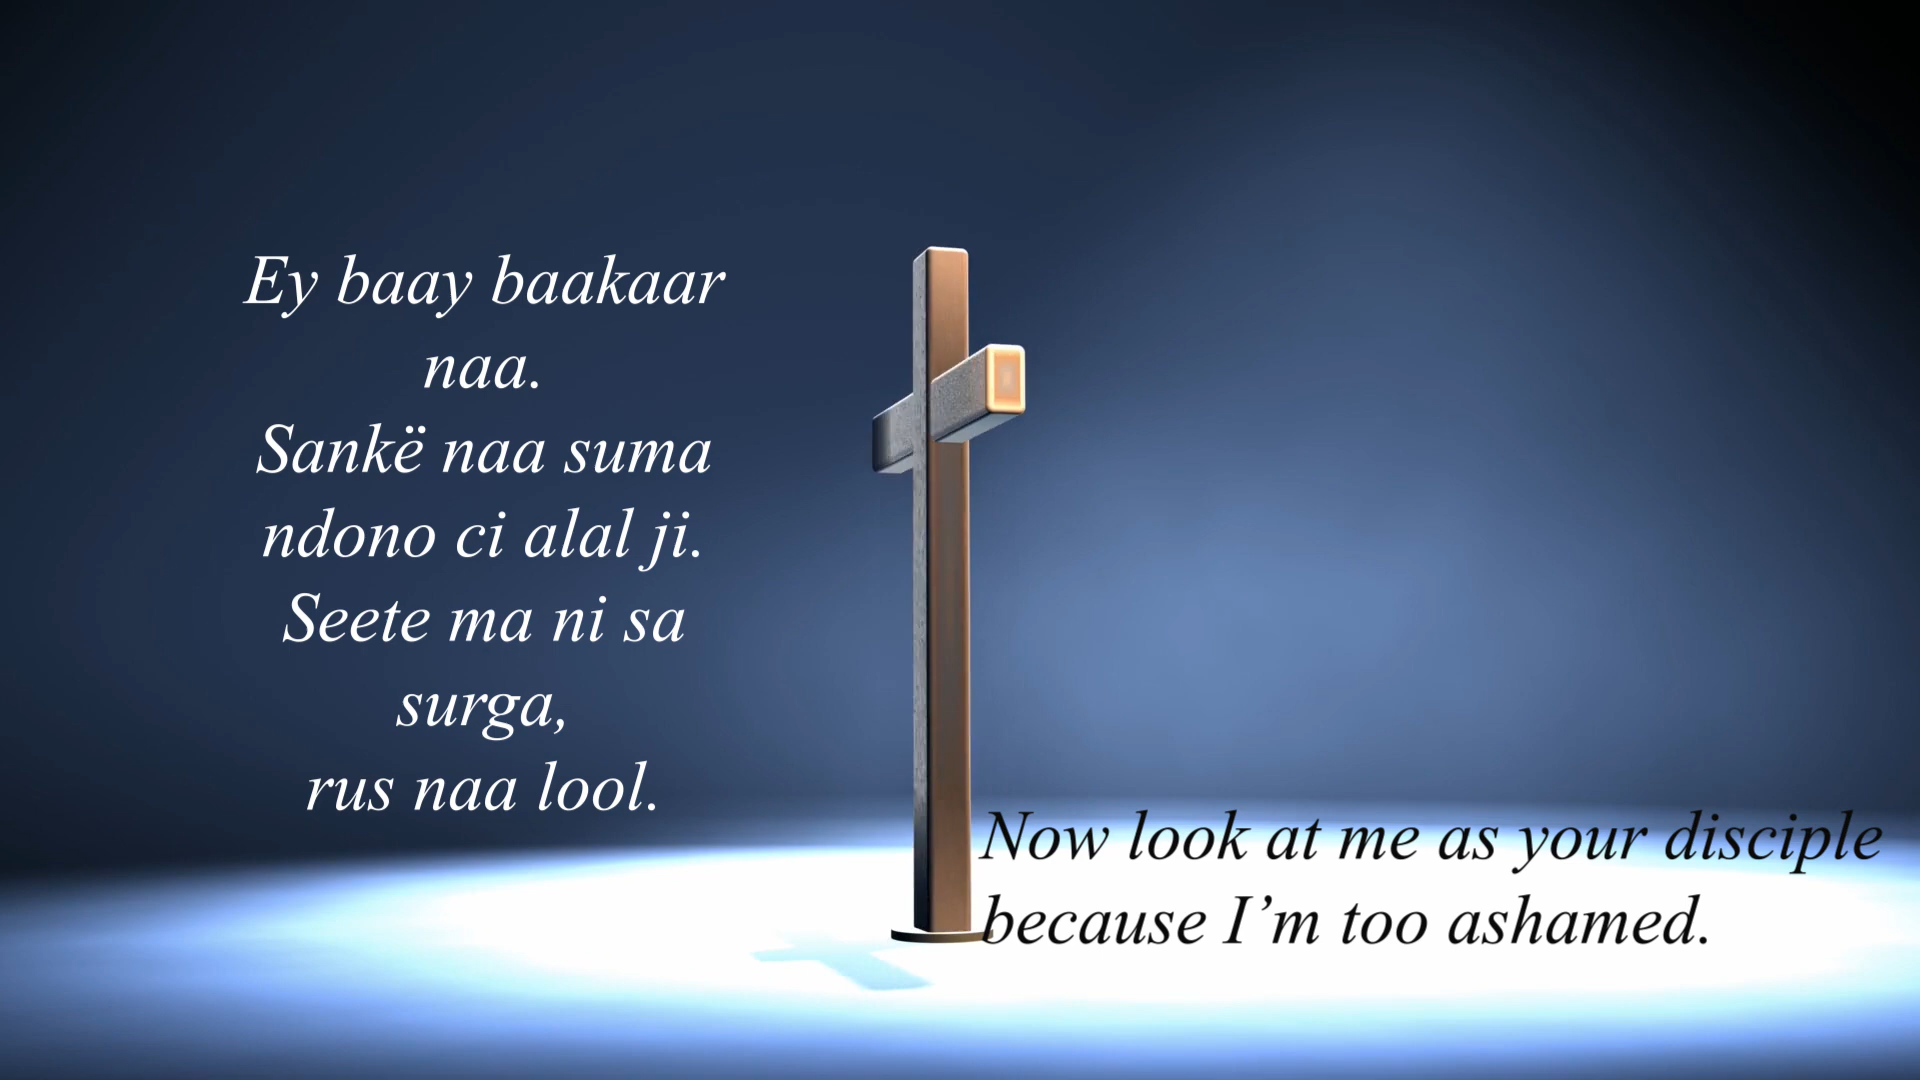 Ey baay baakaar
naa.
Sankë naa suma
ndono ci alal ji.
Seete ma ni sa
surga,
rus naa lool.
Now look at me as your disciple
because I’m too ashamed.